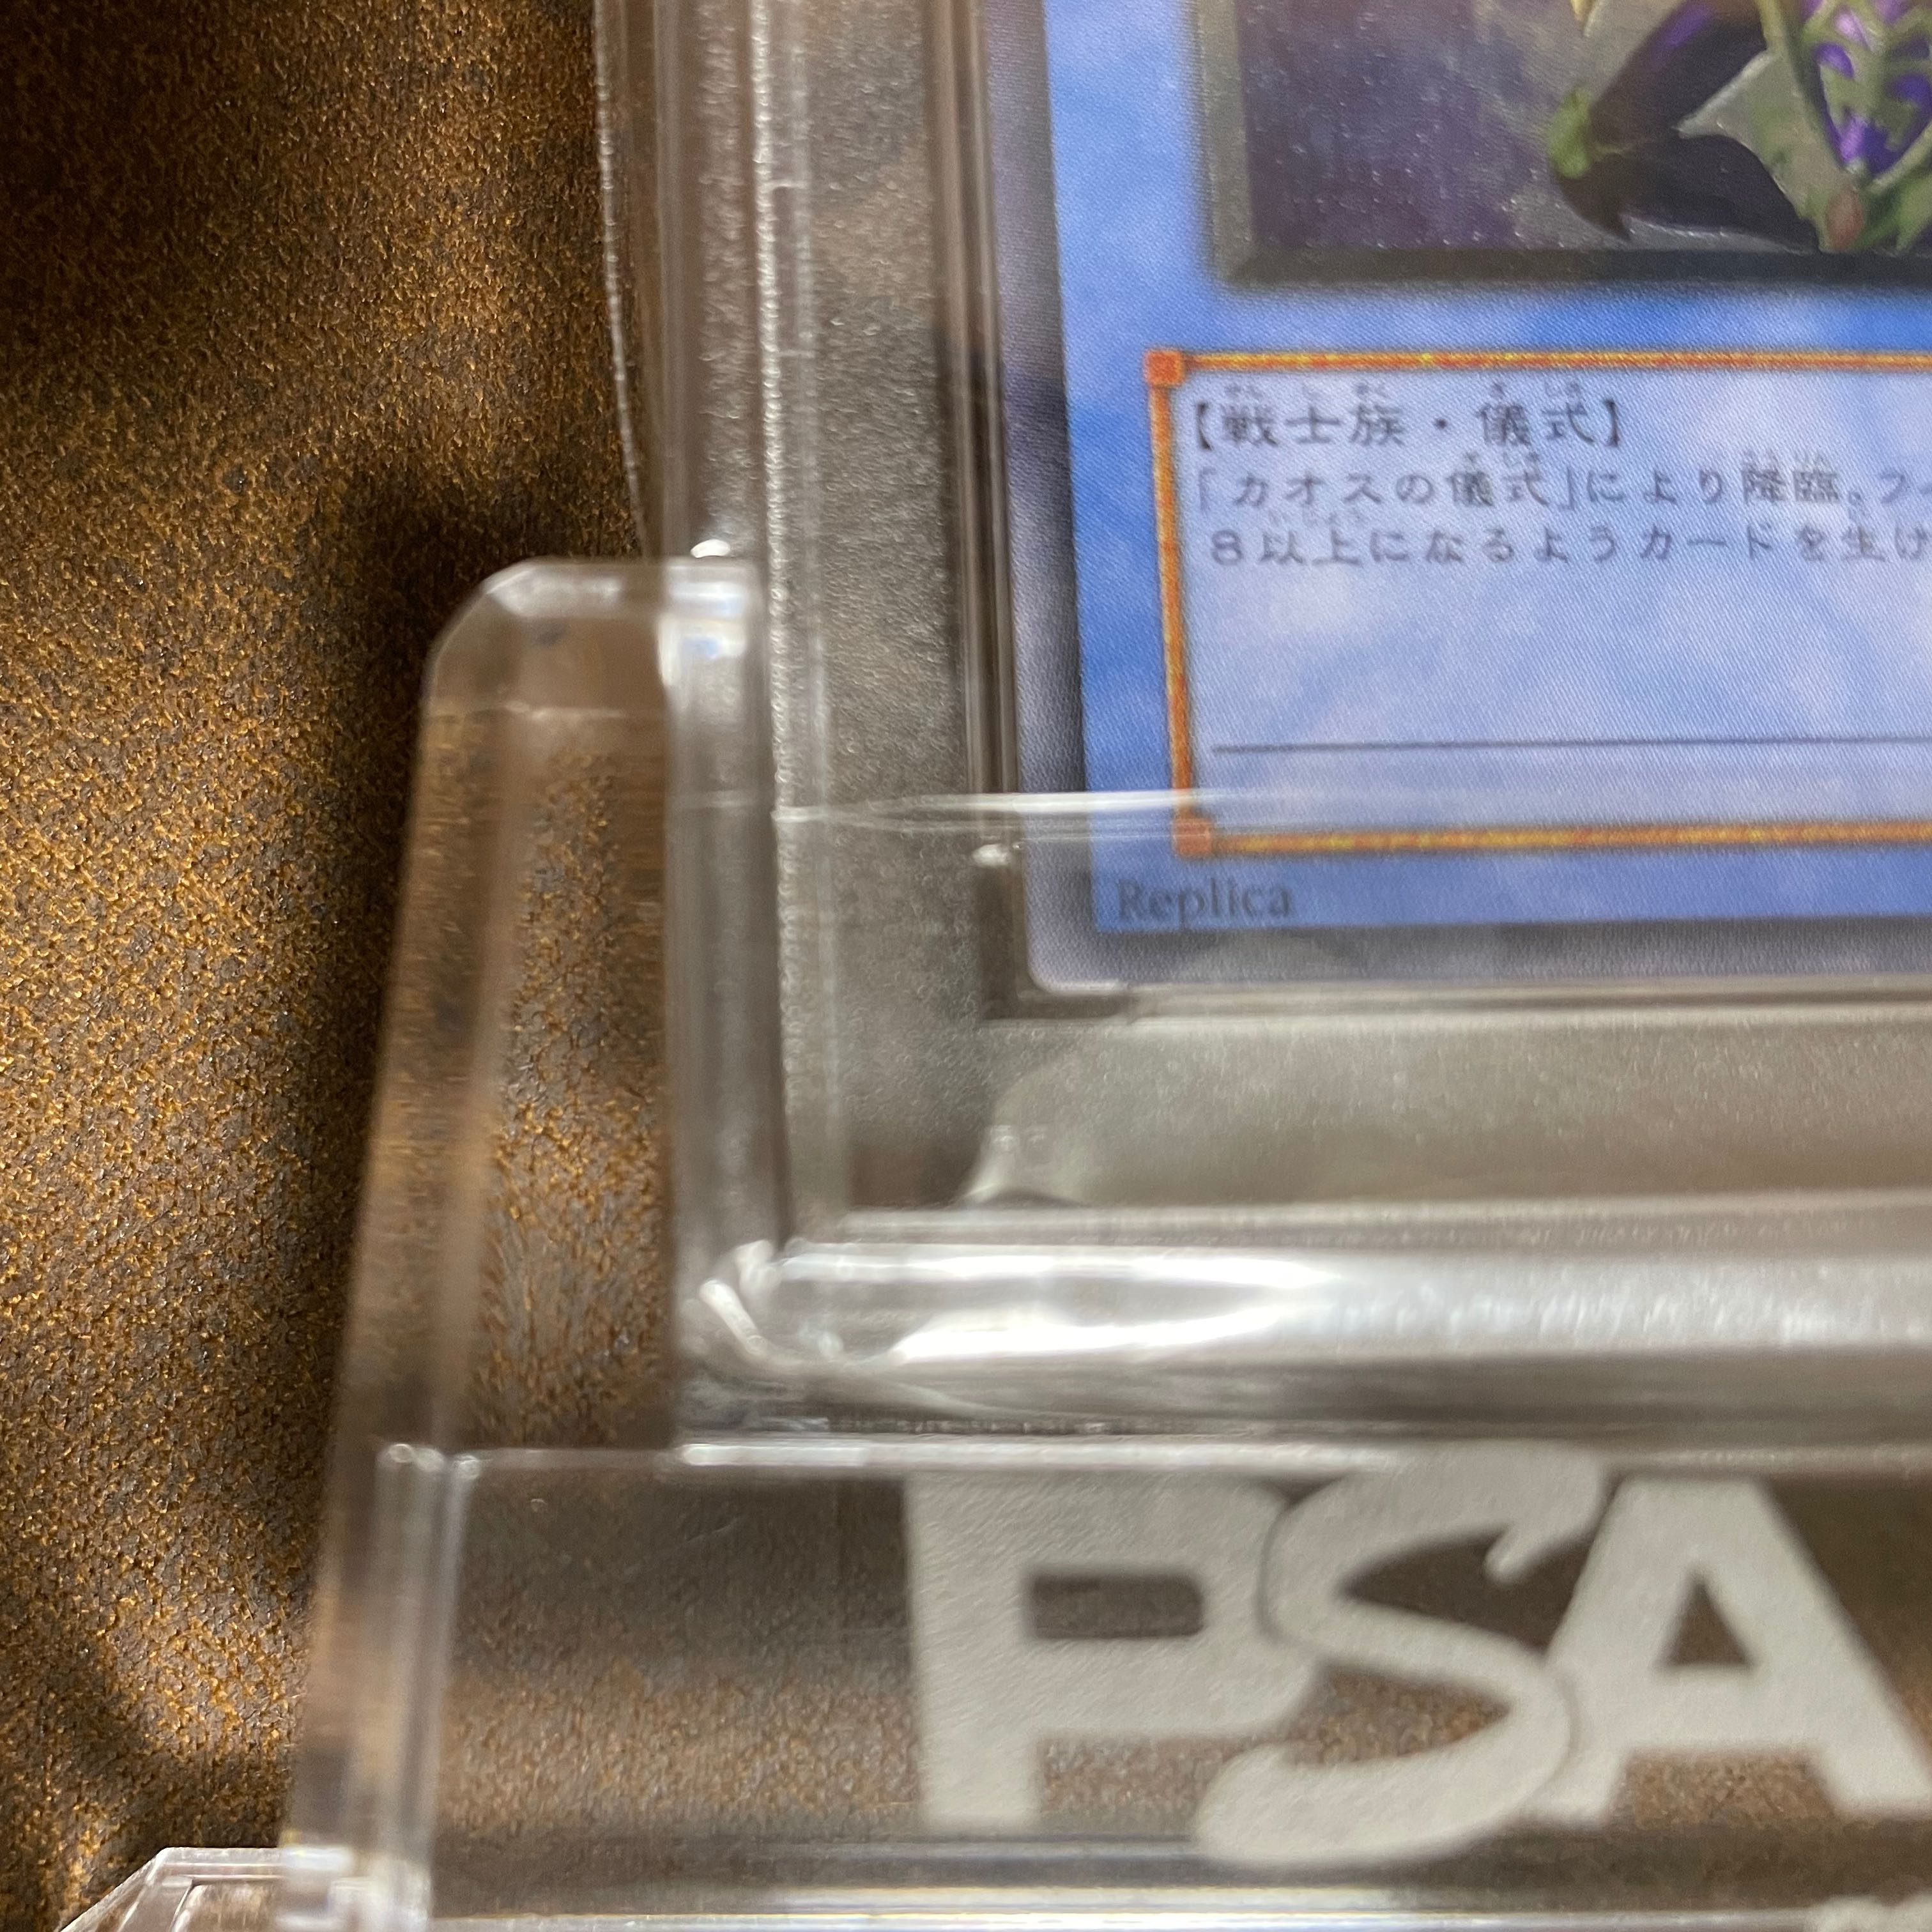 【戦士族・儀式】
「カオスの儀式」により降臨。フ
8以上になるようカードを生け
Replica
PSA